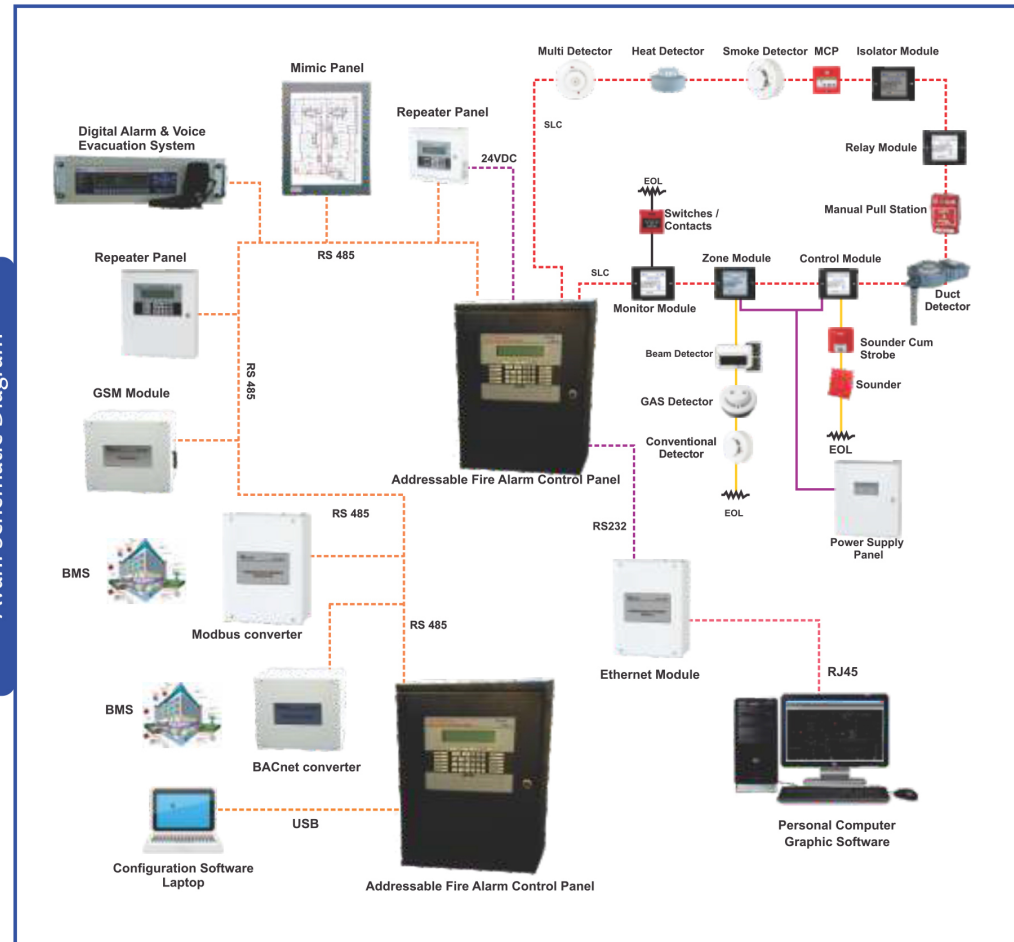 Multi Detector
Heat Detector
Smoke Detector
MCP
Isolator Module
Mimic Panel
Repeater Panel
Digital Alarm & Voice
Evacuation System
SLC
24VDC
Relay Module
EOL
Switches /
Contacts
Manual Pull Station
RS 485
Repeater Panel
Zone Module
Control Module
SLC
Monitor Module
Duct
Detector
Beam Detector
Sounder Cum
Strobe
RS 485
GSM Module
Sounder
GAS Detector
Conventional
Detector
EOL
Addressable Fire Alarm Control Panel
EOL
RS 485
RS232
Power Supply
Panel
BMS
Modbus converter
RS 485
Ethernet Module
RJ45
BMS
BACnet converter
USB
Personal Computer
Graphic Software
Configuration Software
Laptop
Addressable Fire Alarm Control Panel
Schematic Diagram